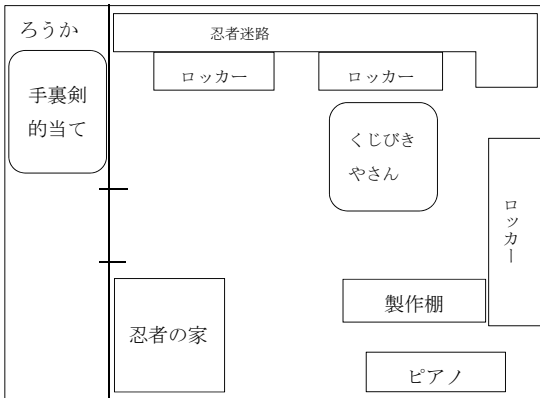 ろうか
忍者迷路
ロッカー
ロッカー
手裏剣
的当て
くじびき
やさん
ロッカー
製作棚
忍者の家
ピアノ